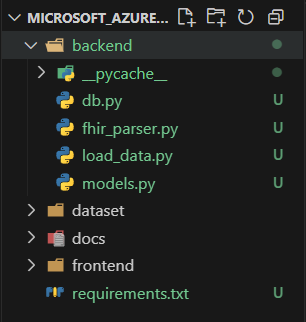 MICROSOFT_AZURE...
backend
__pycache__
db.py U
fhir_parser.py U
load_data.py U
models.py U
dataset
docs
frontend
requirements.txt U